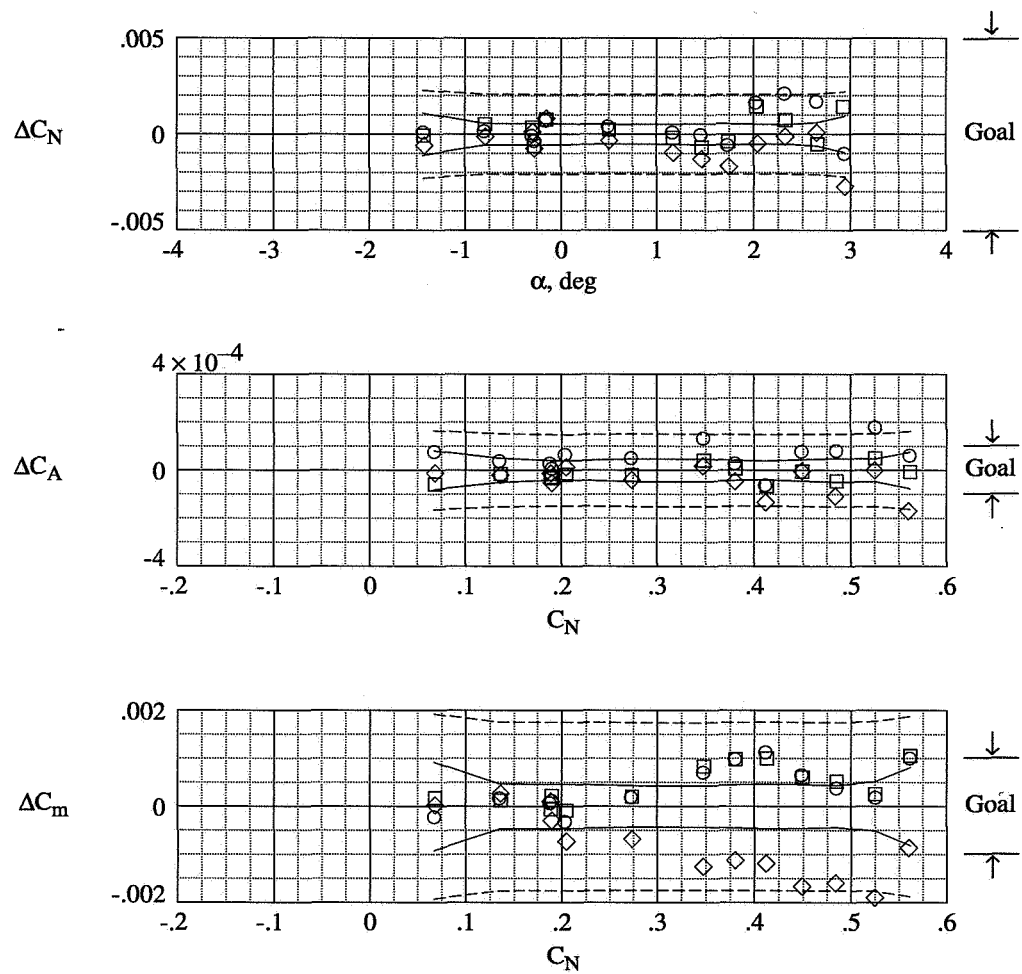 .005
ΔC_N
0
Goal
-.005
-4 -3 -2 -1 0 1 2 3 4
α, deg
4 × 10⁻⁴
ΔC_A
0
Goal
-4
-.2 -.1 0 .1 .2 .3 .4 .5 .6
C_N
.002
ΔC_m
0
Goal
-.002
-.2 -.1 0 .1 .2 .3 .4 .5 .6
C_N